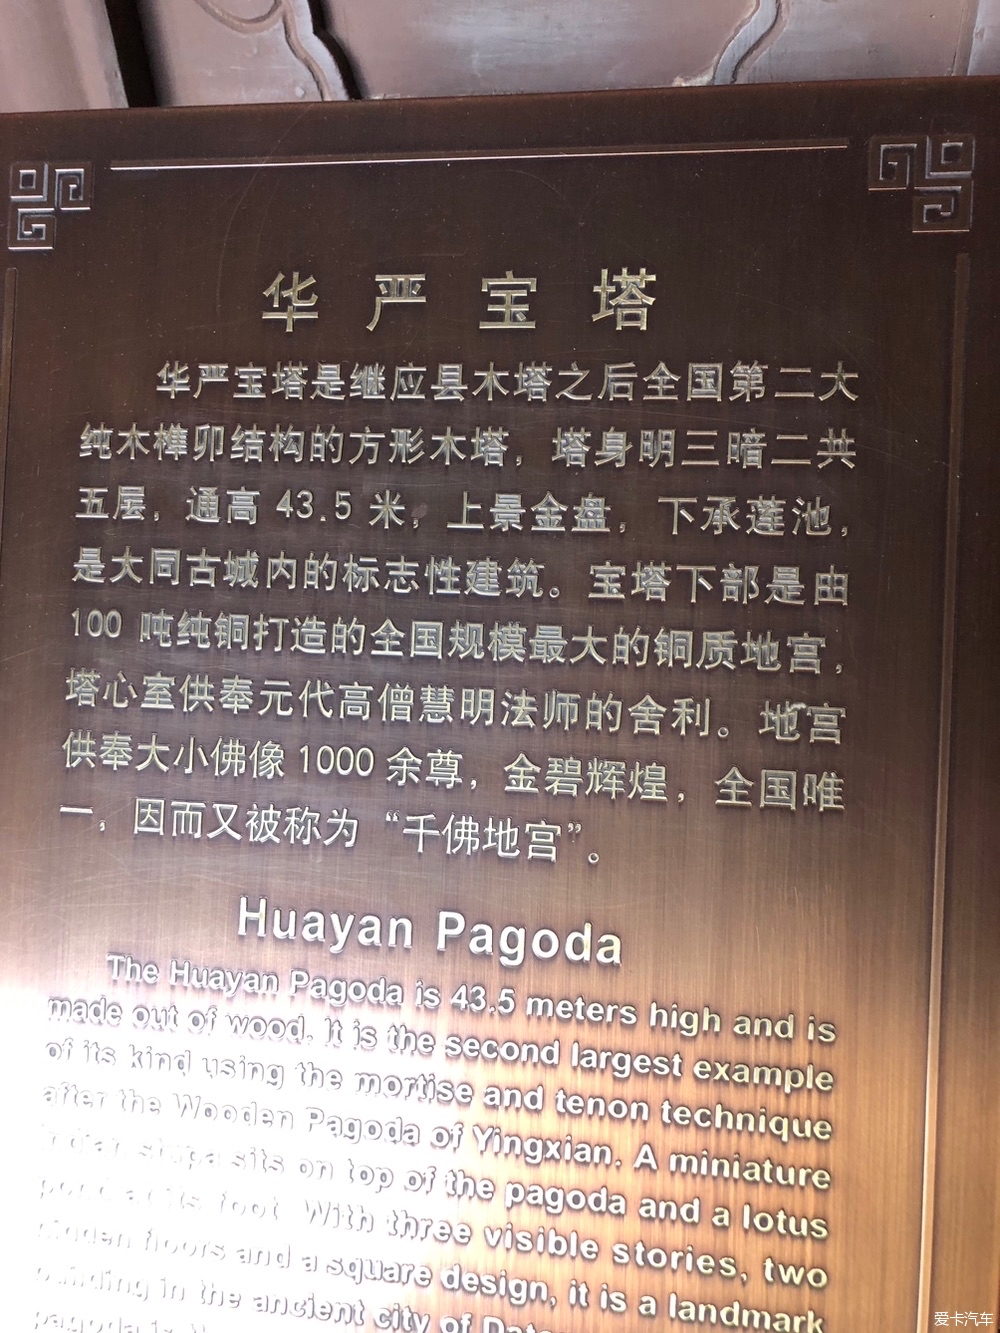 华严宝塔
华严宝塔是继应县木塔之后全国第二大
纯木榫卯结构的方形木塔，塔身明三暗二共
五层，通高 43.5 米，上景金盘，下承莲池，
是大同古城内的标志性建筑。宝塔下部是由
100 吨纯铜打造的全国规模最大的铜质地宫，
塔心室供奉元代高僧慧明法师的舍利。地宫
供奉大小佛像 1000 余尊，金碧辉煌，全国唯
一，因而又被称为“千佛地宫”。
Huayan Pagoda
The Huayan Pagoda is 43.5 meters high and is
made out of wood. It is the second largest example
of its kind using the mortise and tenon technique
after the Wooden Pagoda of Yingxian. A miniature
Indian stupa sits on top of the pagoda and a lotus
pond at its foot. With three visible stories, two
hidden floors and a square design, it is a landmark
building in the ancient city of
pagoda
爱卡汽车